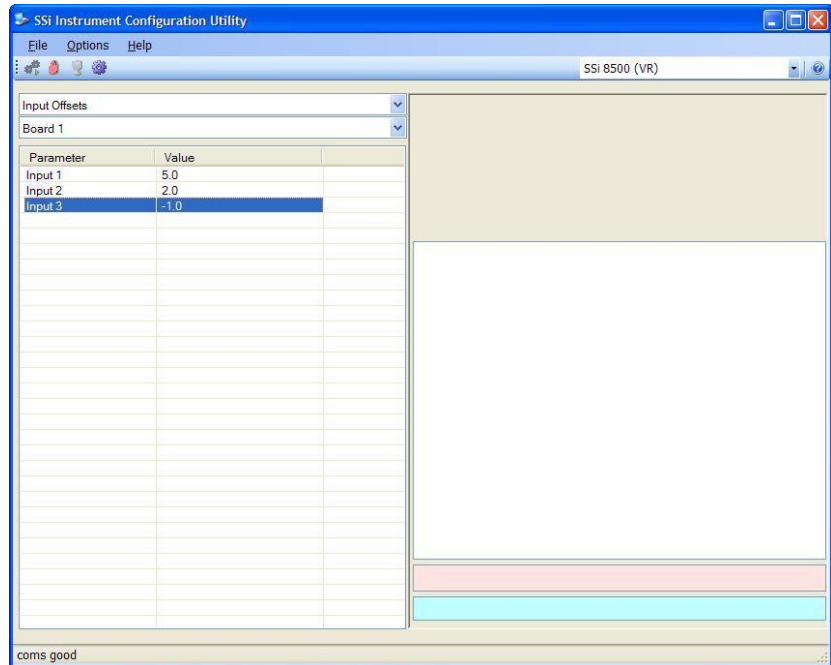 SSi Instrument Configuration Utility
File Options Help
SSi 8500 (VR)
Input Offsets
Board 1
Parameter Value
Input 1 5.0
Input 2 2.0
Input 3 -1.0
coms good